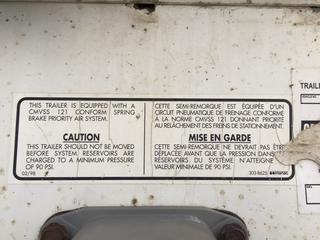 THIS TRAILER IS EQUIPPED WITH A
CMVSS 121 CONFORM SPRING
BRAKE PRIORITY AIR SYSTEM.
CAUTION
THIS TRAILER SHOULD NOT BE MOVED
BEFORE SYSTEM RESERVOIRS ARE
CHARGED TO A MINIMUM PRESSURE
OF 90 PSI.
02/98
CETTE SEMI-REMORQUE EST ÉQUIPÉE D'UN
CIRCUIT PNEUMATIQUE DE FREINAGE CONFORME
À LA NORME CMVSS 121 DONNANT PRIORITÉ
AU RELÂCHEMENT DES FREINS DE STATIONNEMENT.
MISE EN GARDE
CETTE SEMI-REMORQUE NE DEVRAIT PAS ÊTRE
DÉPLACÉE AVANT QUE LA PRESSION DANS
RÉSERVOIRS DU SYSTÈME N'ATTEIGNE
VALEUR MINIMALE DE 90 PSI.
303-8625
TRAILE